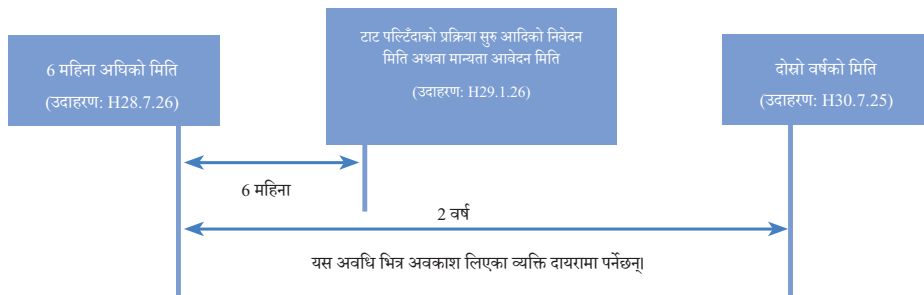 6 महिना अघिको मिति
(उदाहरण: H28.7.26)
टाट पल्टिँदाको प्रक्रिया सुरु आदिको निवेदन
मिति अथवा मान्यता आवेदन मिति
(उदाहरण: H29.1.26)
दोस्रो वर्षको मिति
(उदाहरण: H30.7.25)
6 महिना
2 वर्ष
यस अवधि भित्र अवकाश लिएका व्यक्ति दायरामा पर्नेछन्।